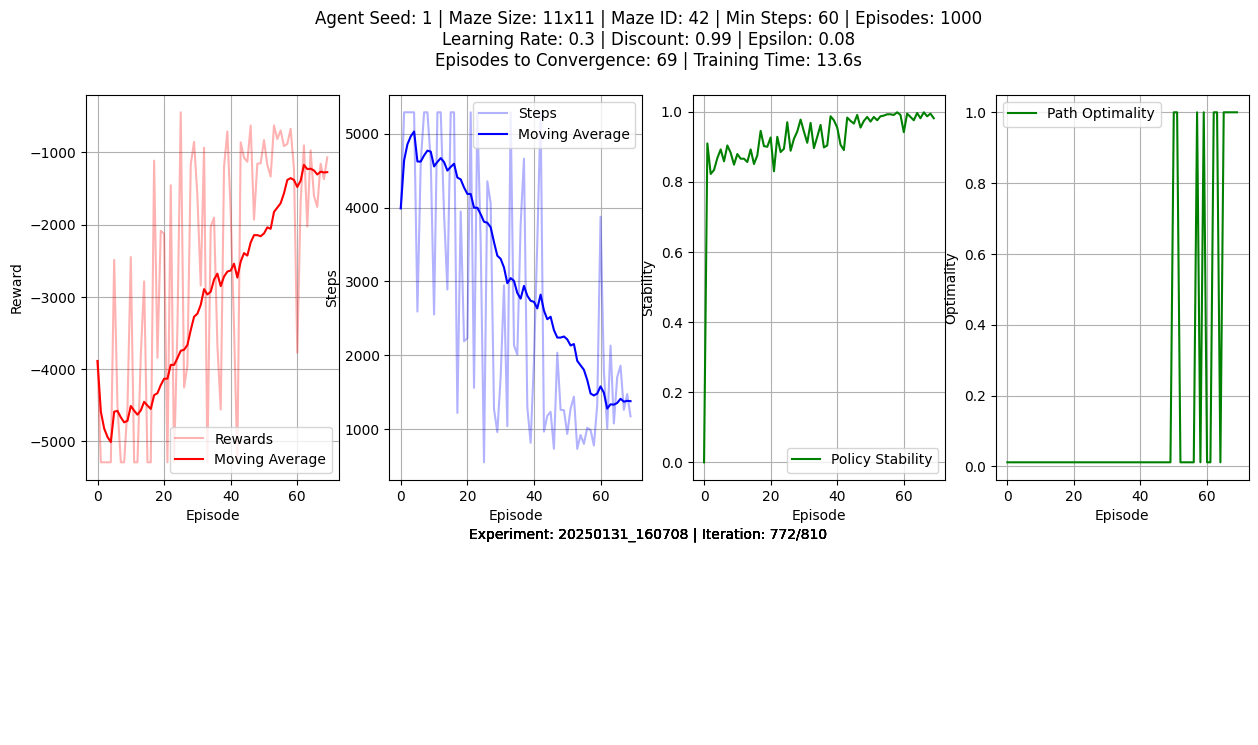 Agent Seed: 1 | Maze Size: 11x11 | Maze ID: 42 | Min Steps: 60 | Episodes: 1000
Learning Rate: 0.3 | Discount: 0.99 | Epsilon: 0.08
Episodes to Convergence: 69 | Training Time: 13.6s
Reward
−1000
−2000
−3000
−4000
−5000
Rewards
Moving Average
0
20
40
60
Episode
Steps
5000
4000
3000
2000
1000
Steps
Moving Average
0
20
40
60
Episode
Stability
1.0
0.8
0.6
0.4
0.2
0.0
Policy Stability
0
20
40
60
Episode
Optimality
1.0
0.8
0.6
0.4
0.2
0.0
Path Optimality
0
20
40
60
Episode
Experiment: 20250131_160708 | Iteration: 772/810